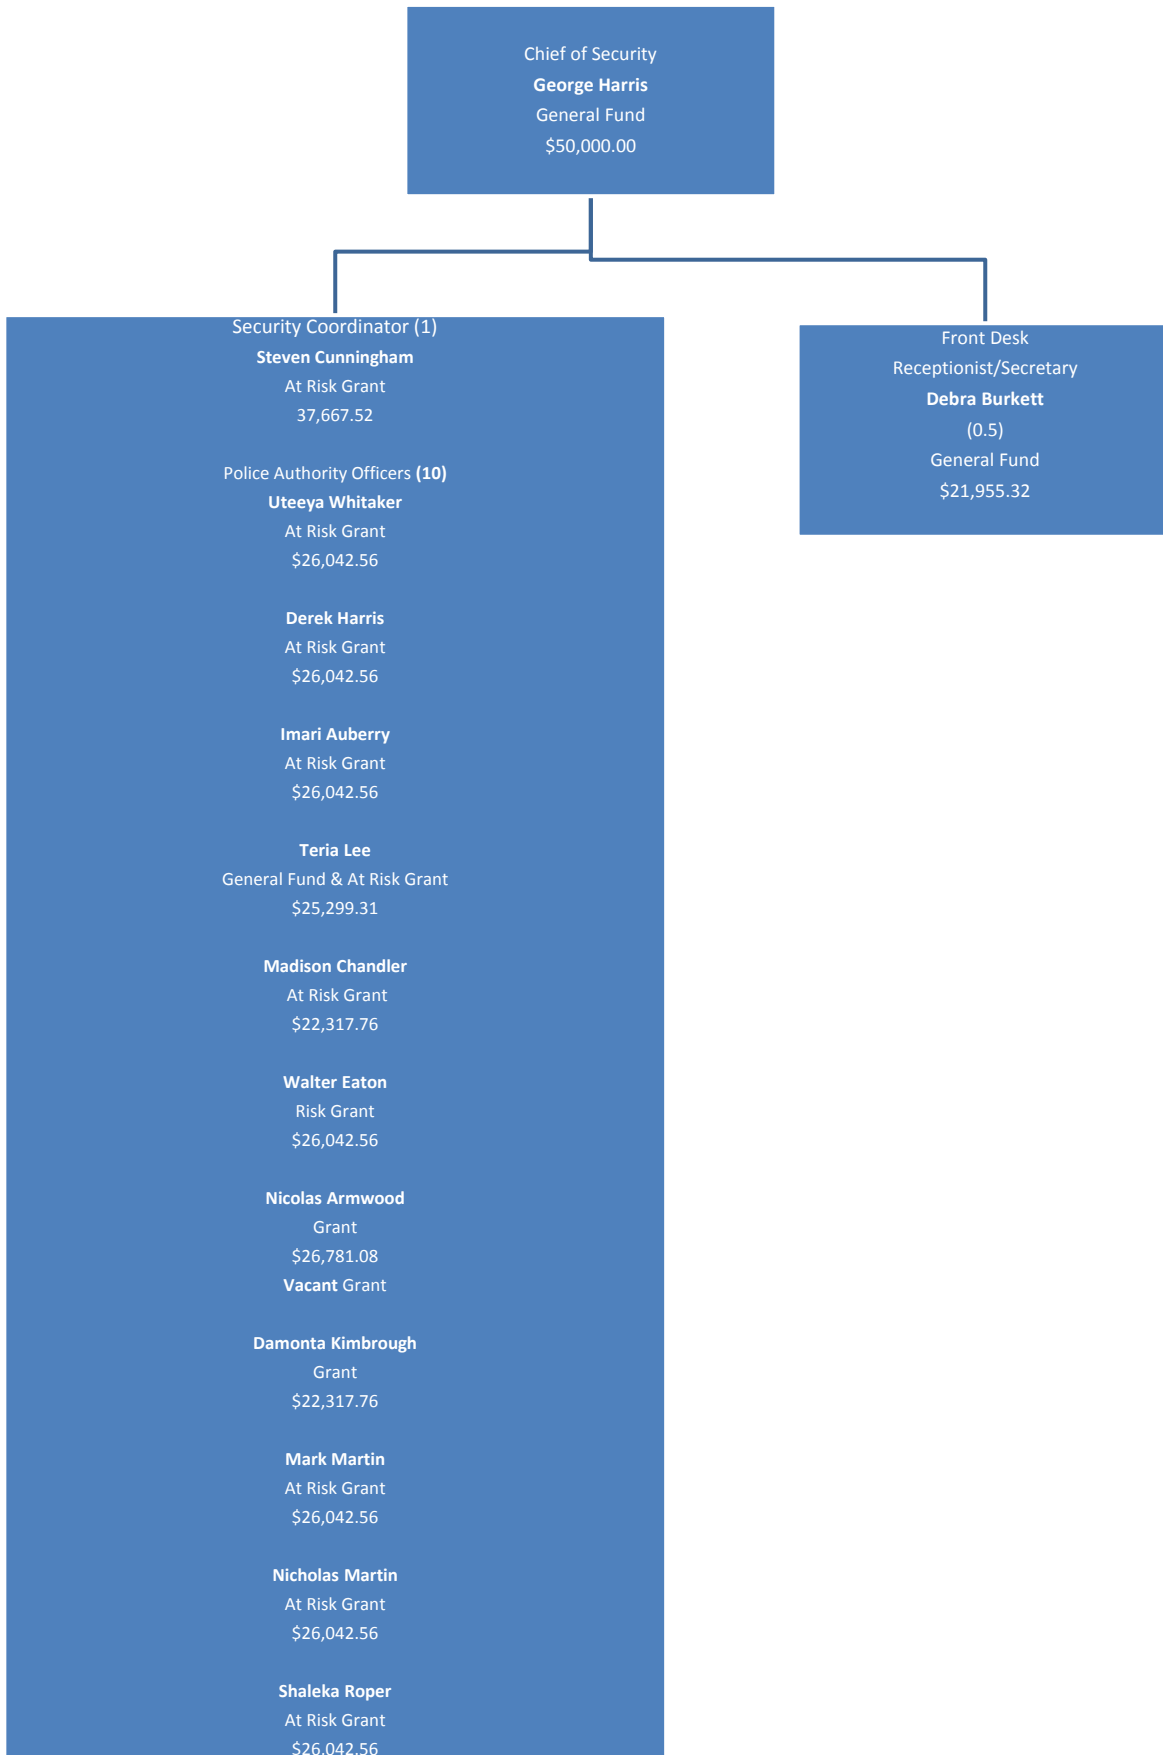 Chief of Security
George Harris
General Fund
$50,000.00
Security Coordinator (1)
Steven Cunningham
At Risk Grant
37,667.52
Police Authority Officers (10)
Uteeya Whitaker
At Risk Grant
$26,042.56
Derek Harris
At Risk Grant
$26,042.56
Imari Auberry
At Risk Grant
$26,042.56
Teria Lee
General Fund & At Risk Grant
$25,299.31
Madison Chandler
At Risk Grant
$22,317.76
Walter Eaton
Risk Grant
$26,042.56
Nicolas Armwood
Grant
$26,781.08
Vacant Grant
Damonta Kimbrough
Grant
$22,317.76
Mark Martin
At Risk Grant
$26,042.56
Nicholas Martin
At Risk Grant
$26,042.56
Shaleka Roper
At Risk Grant
$26,042.56
Front Desk
Receptionist/Secretary
Debra Burkett
(0.5)
General Fund
$21,955.32